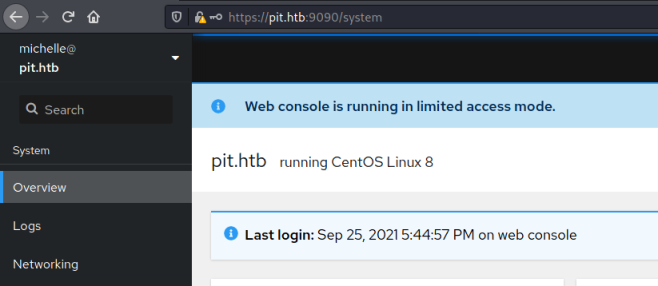 https://pit.htb:9090/system
michelle@
pit.htb
Search
System
Overview
Logs
Networking
Web console is running in limited access mode.
pit.htb running CentOS Linux 8
Last login: Sep 25, 2021 5:44:57 PM on web console